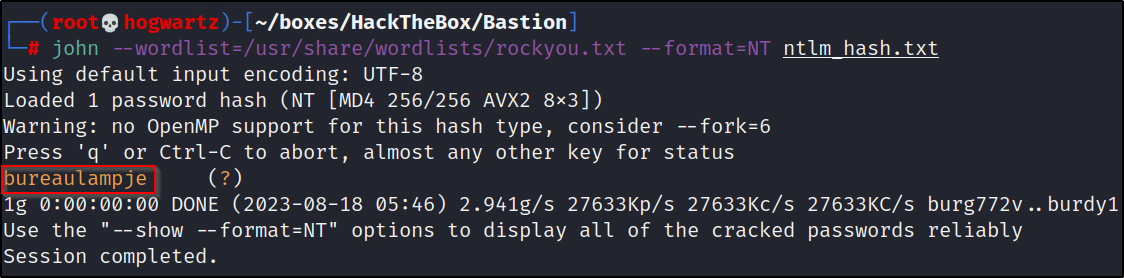 ┌──(root💀hogwartz)-[~/boxes/HackTheBox/Bastion]
└─# john --wordlist=/usr/share/wordlists/rockyou.txt --format=NT ntlm_hash.txt
Using default input encoding: UTF-8
Loaded 1 password hash (NT [MD4 256/256 AVX2 8×3])
Warning: no OpenMP support for this hash type, consider --fork=6
Press 'q' or Ctrl-C to abort, almost any other key for status
bureaulampje     (?)
1g 0:00:00:00 DONE (2023-08-18 05:46) 2.941g/s 27633Kp/s 27633Kc/s 27633KC/s burg772v..burdy1
Use the "--show --format=NT" options to display all of the cracked passwords reliably
Session completed.